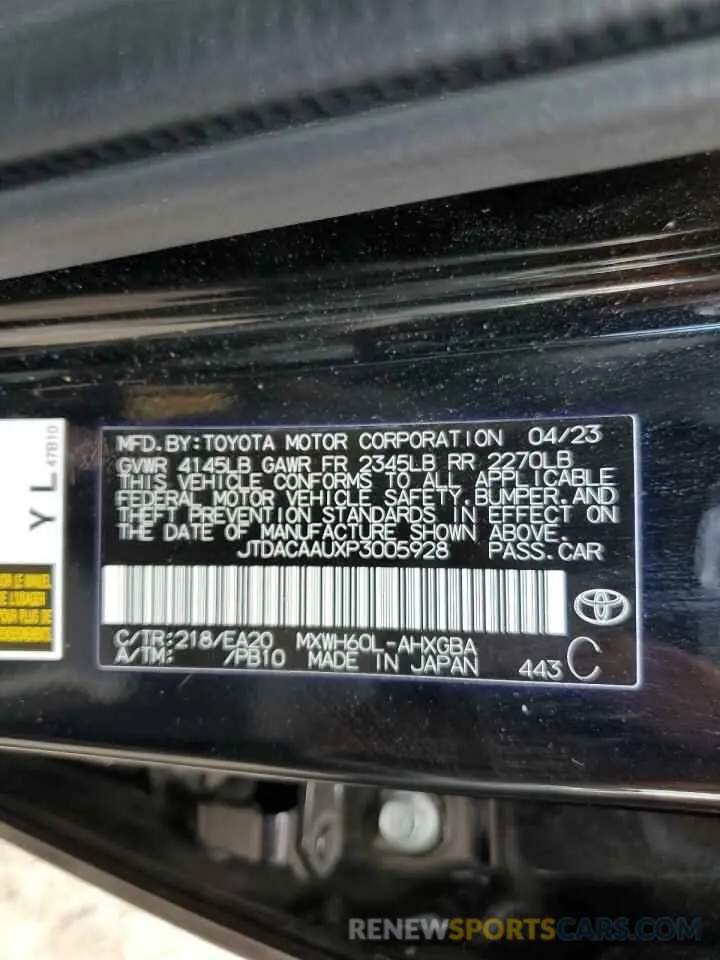 MFD.BY:TOYOTA MOTOR CORPORATION 04/23
GVWR 4145LB GAWR FR 2345LB RR 2270LB
THIS VEHICLE CONFORMS TO ALL APPLICABLE
FEDERAL MOTOR VEHICLE SAFETY,BUMPER,AND
THEFT PREVENTION STANDARDS IN EFFECT ON
THE DATE OF MANUFACTURE SHOWN ABOVE.
JTDACAAUXP3005928 PASS.CAR
C/TR:218/EA20 MXWH60L-AHXGBA
A/TM: /PB10 MADE IN JAPAN 443 C
YL
47B10
RENEWSPORTSCARS.COM